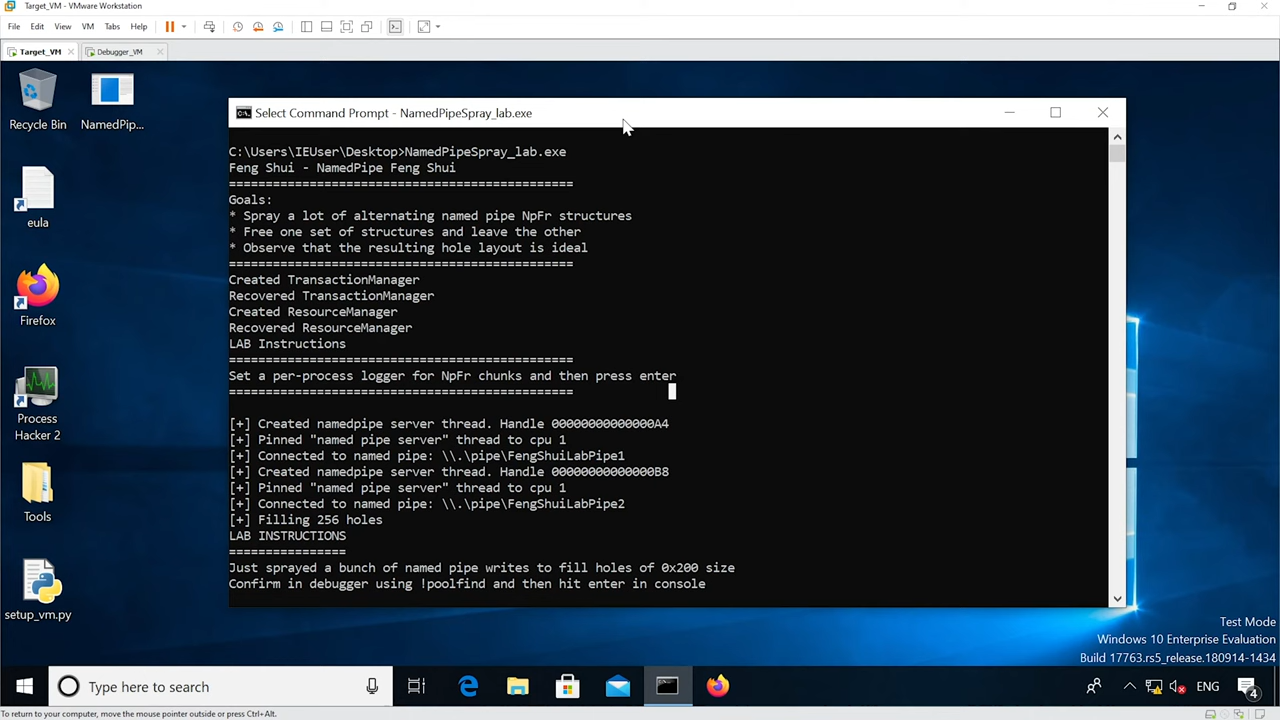 Target_VM - VMware Workstation
File Edit View VM Tabs Help
Target_VM Debugger_VM
Recycle Bin
NamedPip...
eula
Firefox
Process Hacker 2
Tools
setup_vm.py
Select Command Prompt - NamedPipeSpray_lab.exe
C:\Users\IEUser\Desktop>NamedPipeSpray_lab.exe
Feng Shui - NamedPipe Feng Shui
===============================================
Goals:
* Spray a lot of alternating named pipe NpFr structures
* Free one set of structures and leave the other
* Observe that the resulting hole layout is ideal
===============================================
Created TransactionManager
Recovered TransactionManager
Created ResourceManager
Recovered ResourceManager
LAB Instructions
===============================================
Set a per-process logger for NpFr chunks and then press enter
===============================================
[+] Created namedpipe server thread. Handle 00000000000000A4
[+] Pinned "named pipe server" thread to cpu 1
[+] Connected to named pipe: \\.\pipe\FengShuiLabPipe1
[+] Created namedpipe server thread. Handle 00000000000000B8
[+] Pinned "named pipe server" thread to cpu 1
[+] Connected to named pipe: \\.\pipe\FengShuiLabPipe2
[+] Filling 256 holes
LAB INSTRUCTIONS
================
Just sprayed a bunch of named pipe writes to fill holes of 0x200 size
Confirm in debugger using !poolfind and then hit enter in console
Test Mode
Windows 10 Enterprise Evaluation
Build 17763.rs5_release.180914-1434
Type here to search
ENG
4
To return to your computer, move the mouse pointer outside or press Ctrl+Alt.